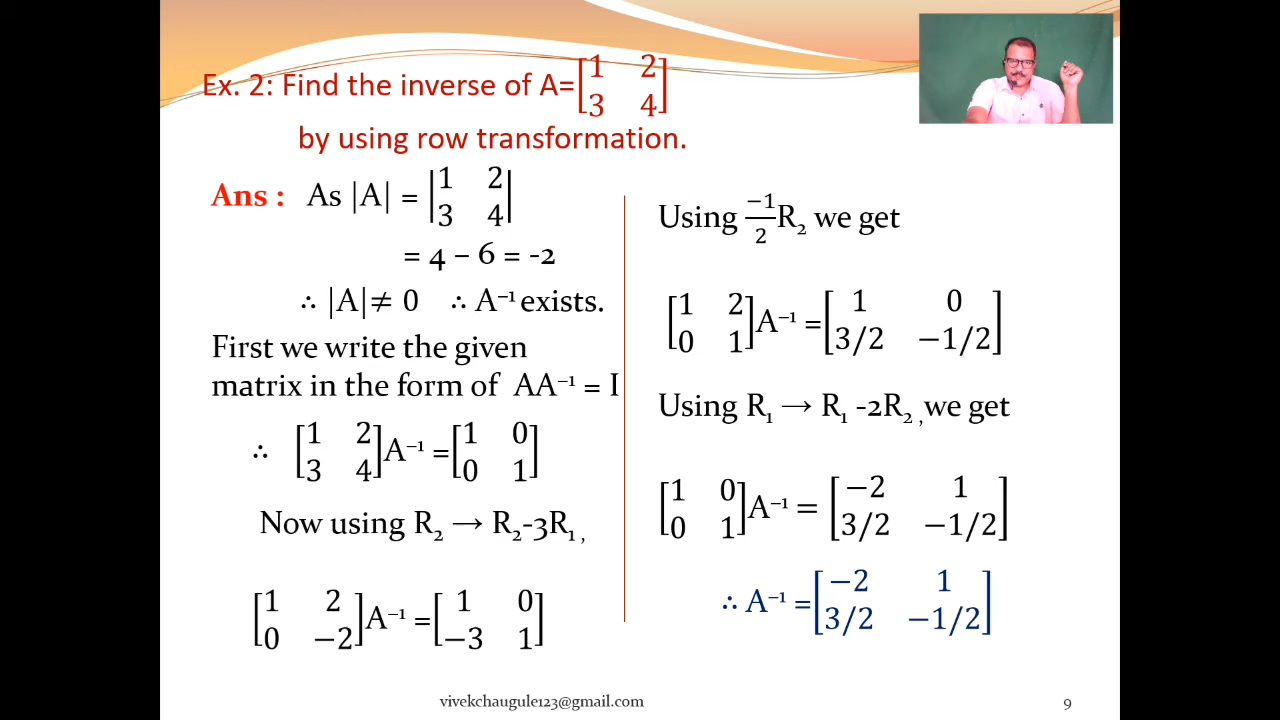 Ex. 2: Find the inverse of A=[1 2
3 4]
by using row transformation.
Ans : As |A| = |1 2
3 4|
= 4 – 6 = -2
∴ |A|≠ 0 ∴ A⁻¹ exists.
First we write the given
matrix in the form of AA⁻¹ = I
∴ [1 2
3 4]A⁻¹ =[1 0
0 1]
Now using R₂ → R₂-3R₁ ,
[1 2
0 −2]A⁻¹ =[1 0
−3 1]
Using −1/2 R₂ we get
[1 2
0 1]A⁻¹ =[1 0
3/2 −1/2]
Using R₁ → R₁ -2R₂ ,we get
[1 0
0 1]A⁻¹ = [−2 1
3/2 −1/2]
∴ A⁻¹ =[−2 1
3/2 −1/2]
vivekchaugule123@gmail.com 9